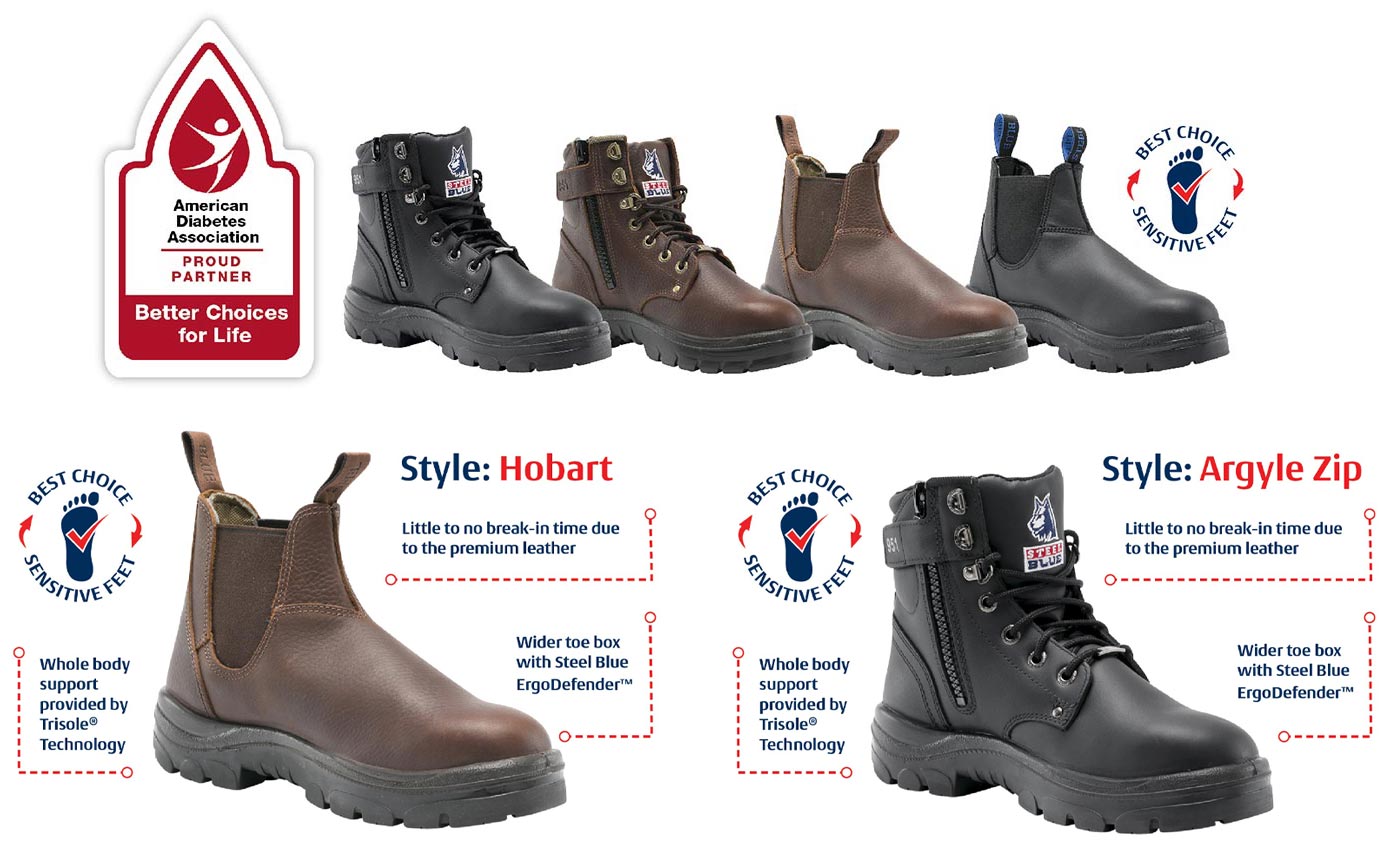 American
Diabetes
Association
PROUD
PARTNER
Better Choices
for Life
951
STEEL
BLUE
951
STEEL
BLUE
BLUE
BEST CHOICE
SENSITIVE FEET
BEST CHOICE
SENSITIVE FEET
Style: Hobart
Little to no break-in time due
to the premium leather
Wider toe box
with Steel Blue
ErgoDefender™
Whole body
support
provided by
Trisole®
Technology
BLUE
BEST CHOICE
SENSITIVE FEET
Style: Argyle Zip
951
STEEL
BLUE
Little to no break-in time due
to the premium leather
Wider toe box
with Steel Blue
ErgoDefender™
Whole body
support
provided by
Trisole®
Technology